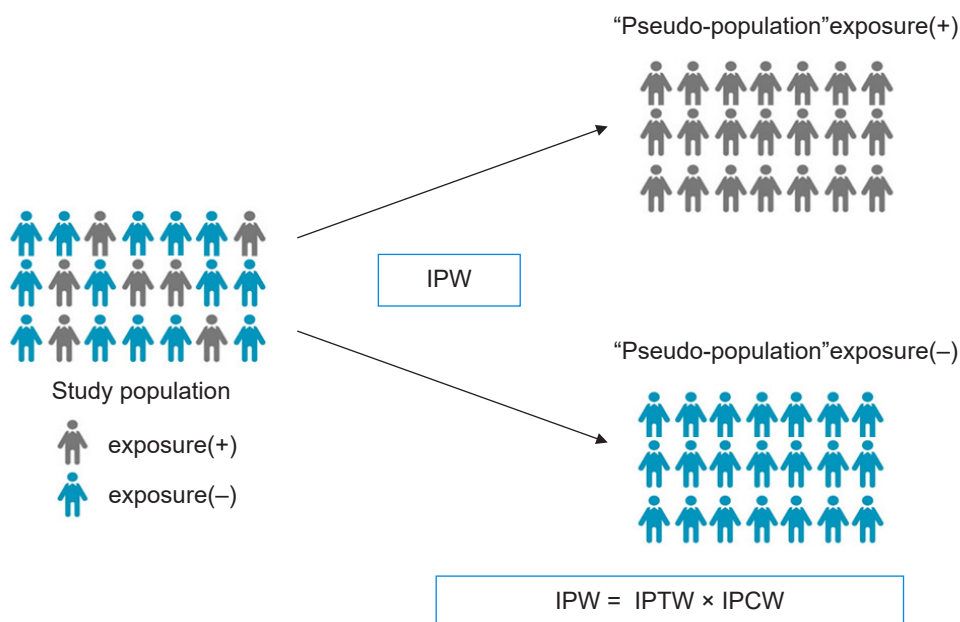 “Pseudo-population”exposure(+)
IPW
“Pseudo-population”exposure(–)
Study population
exposure(+)
exposure(–)
IPW = IPTW × IPCW